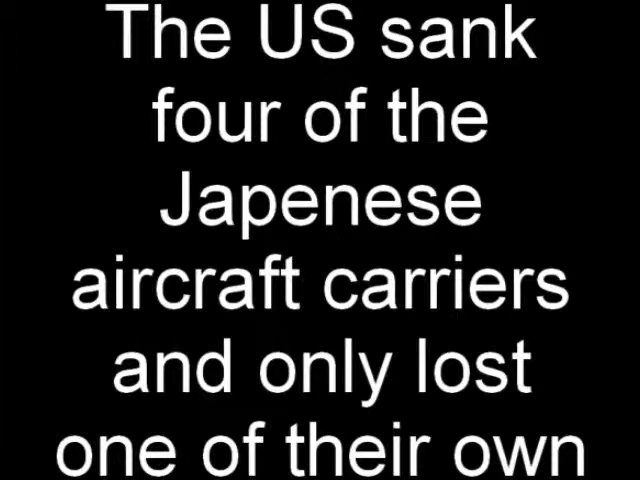 The US sank
four of the
Japenese
aircraft carriers
and only lost
one of their own